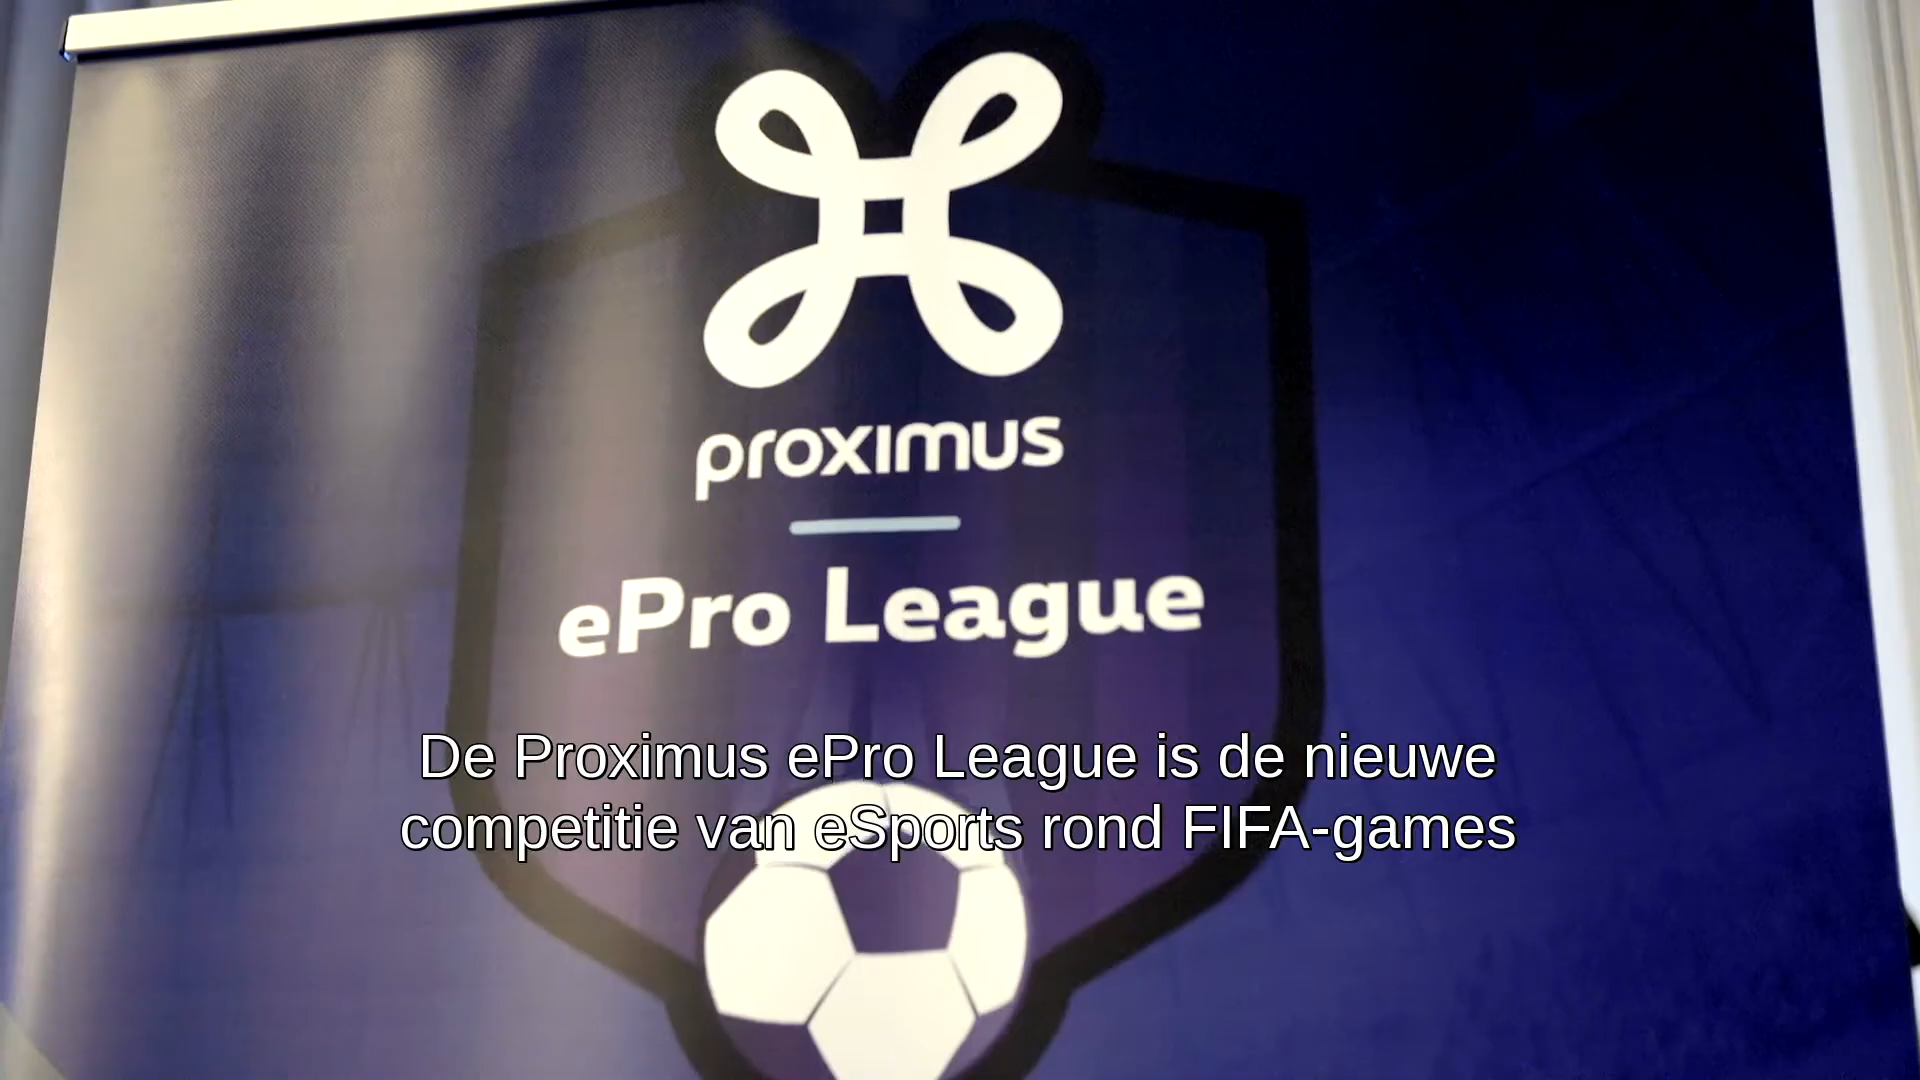 proximus
ePro League
De Proximus ePro League is de nieuwe
competitie van eSports rond FIFA-games